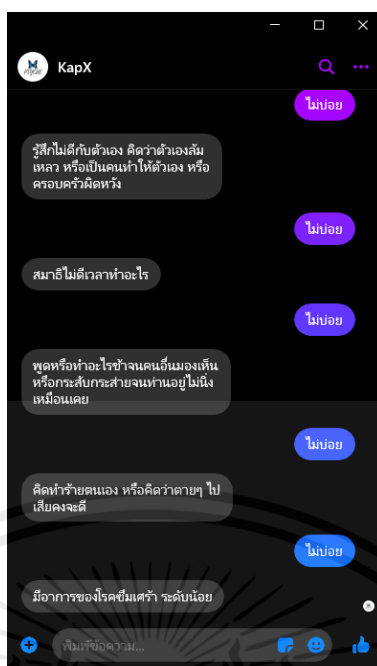 KapX
ไม่บ่อย
รู้สึกไม่ดีกับตัวเอง คิดว่าตัวเองล้ม
เหลว หรือเป็นคนทำให้ตัวเอง หรือ
ครอบครัวผิดหวัง
ไม่บ่อย
สมาธิไม่ดีเวลาทำอะไร
ไม่บ่อย
พูดหรือทำอะไรช้าจนคนอื่นมองเห็น
หรือกระสับกระส่ายจนท่านอยู่ไม่นิ่ง
เหมือนเคย
ไม่บ่อย
คิดทำร้ายตนเอง หรือคิดว่าตายๆ ไป
เสียคงจะดี
ไม่บ่อย
มีอาการของโรคซึมเศร้า ระดับน้อย
พิมพ์ข้อความ...